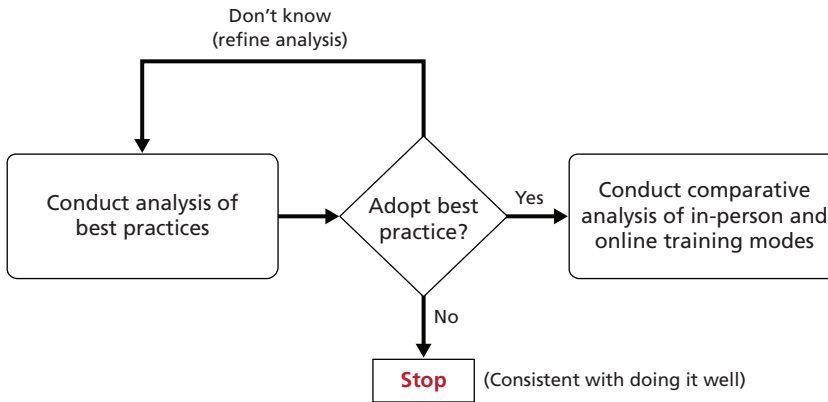 Don’t know
(refine analysis)
Conduct analysis of
best practices
Adopt best
practice?
Yes
Conduct comparative
analysis of in-person and
online training modes
No
Stop
(Consistent with doing it well)